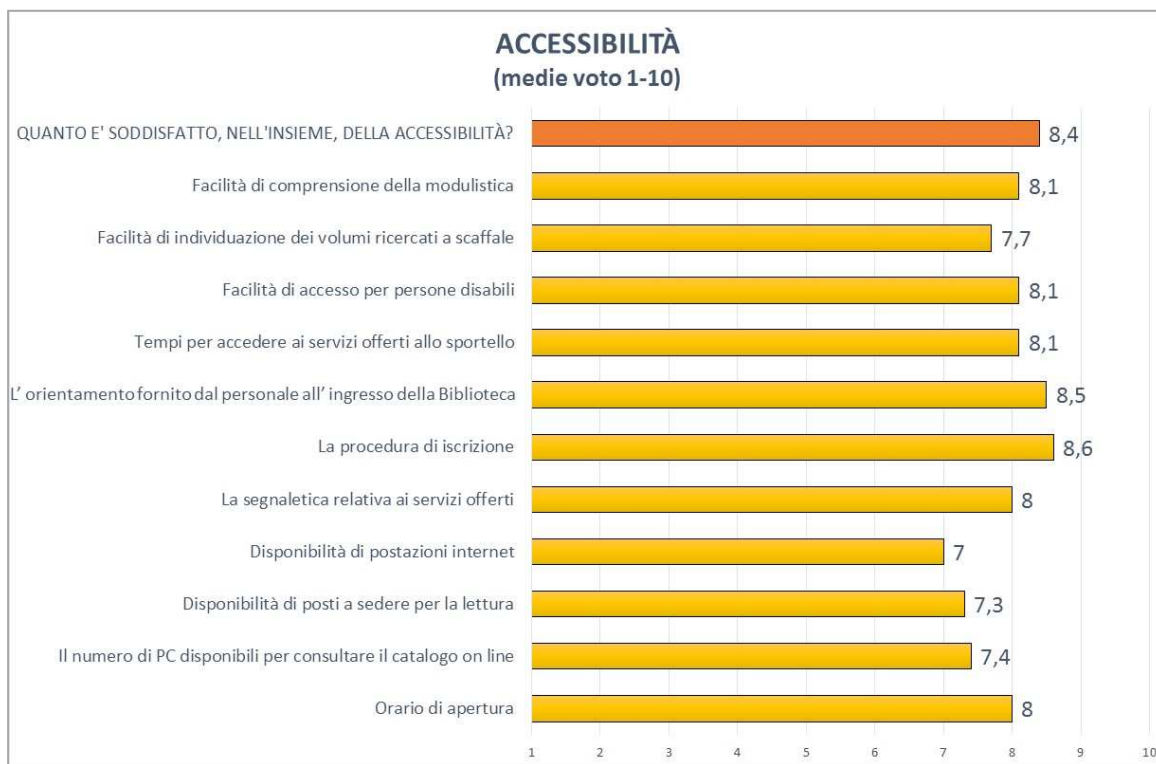 ACCESSIBILITÀ
(medie voto 1-10)
QUANTO E' SODDISFATTO, NELL'INSIEME, DELLA ACCESSIBILITÀ? 8,4
Facilità di comprensione della modulistica 8,1
Facilità di individuazione dei volumi ricercati a scaffale 7,7
Facilità di accesso per persone disabili 8,1
Tempi per accedere ai servizi offerti allo sportello 8,1
L' orientamento fornito dal personale all' ingresso della Biblioteca 8,5
La procedura di iscrizione 8,6
La segnaletica relativa ai servizi offerti 8
Disponibilità di postazioni internet 7
Disponibilità di posti a sedere per la lettura 7,3
Il numero di PC disponibili per consultare il catalogo on line 7,4
Orario di apertura 8
1 2 3 4 5 6 7 8 9 10